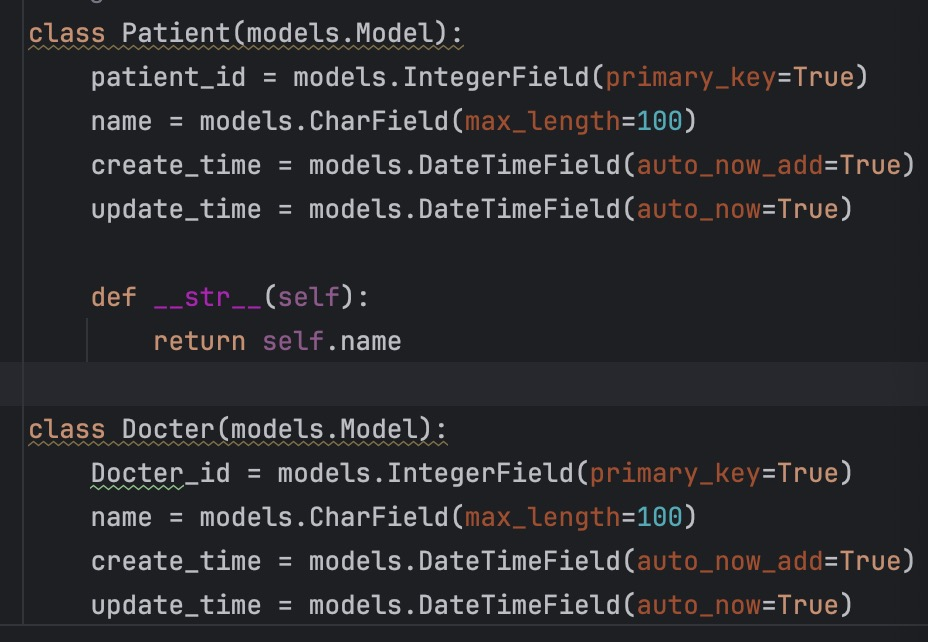 class Patient(models.Model):
    patient_id = models.IntegerField(primary_key=True)
    name = models.CharField(max_length=100)
    create_time = models.DateTimeField(auto_now_add=True)
    update_time = models.DateTimeField(auto_now=True)
    def __str__(self):
        return self.name
class Docter(models.Model):
    Docter_id = models.IntegerField(primary_key=True)
    name = models.CharField(max_length=100)
    create_time = models.DateTimeField(auto_now_add=True)
    update_time = models.DateTimeField(auto_now=True)